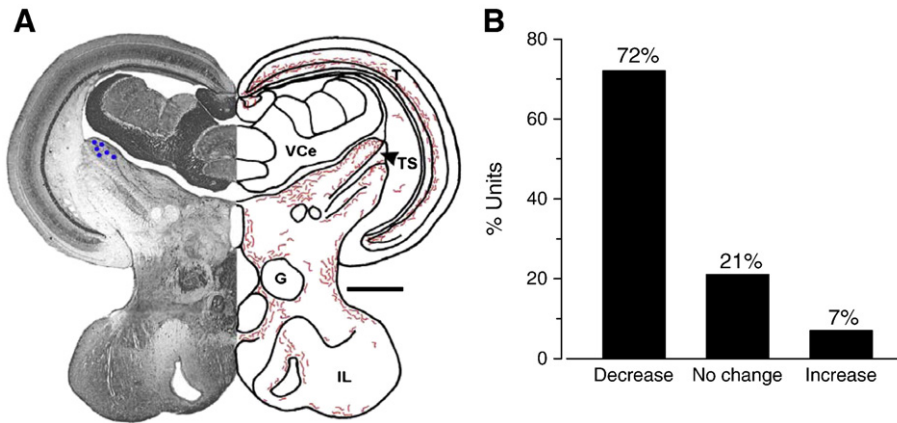 A
T
VCe
TS
G
IL
B
80
72%
60
% Units
40
21%
20
7%
0
Decrease No change Increase